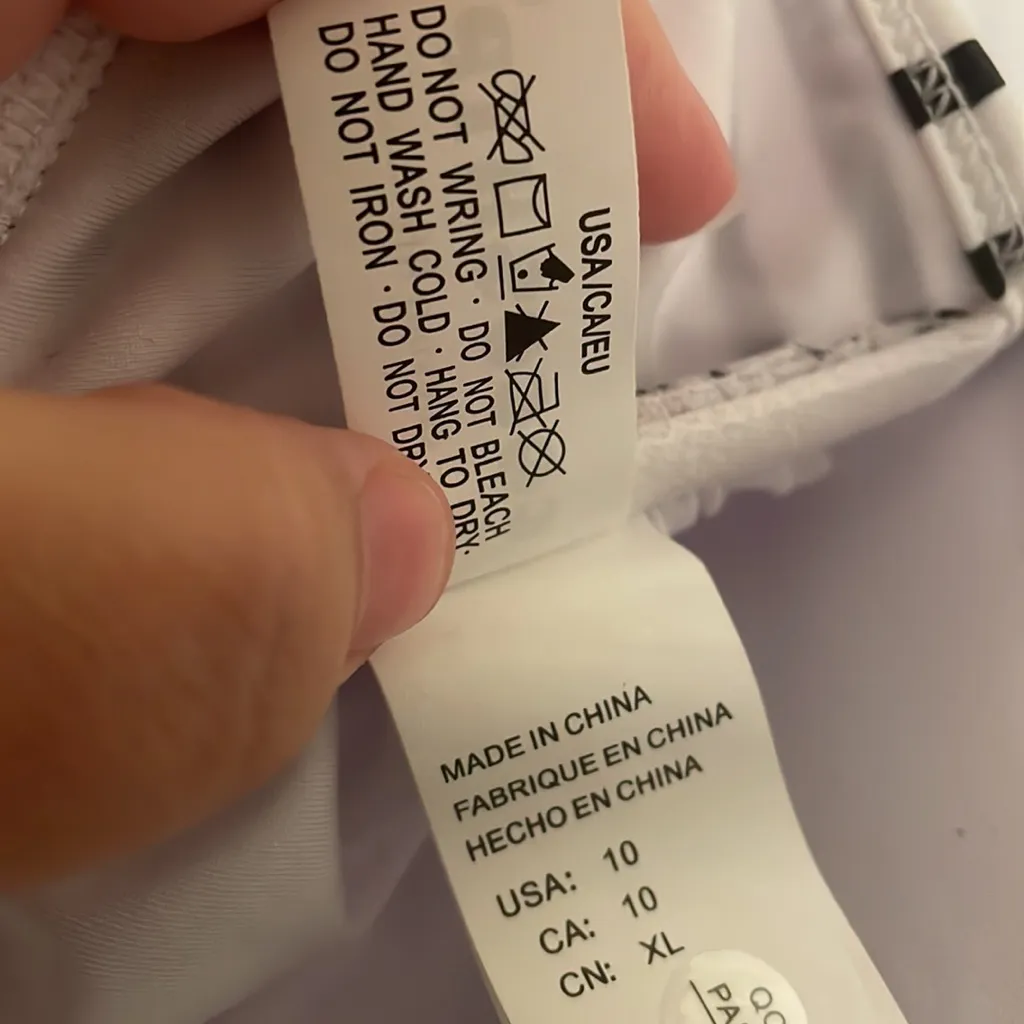 USA/CA/EU
DO NOT WRING · DO NOT BLEACH
HAND WASH COLD · HANG TO DRY·
DO NOT IRON · DO NOT
MADE IN CHINA
FABRIQUE EN CHINA
HECHO EN CHINA
USA: 10
CA: 10
CN: XL